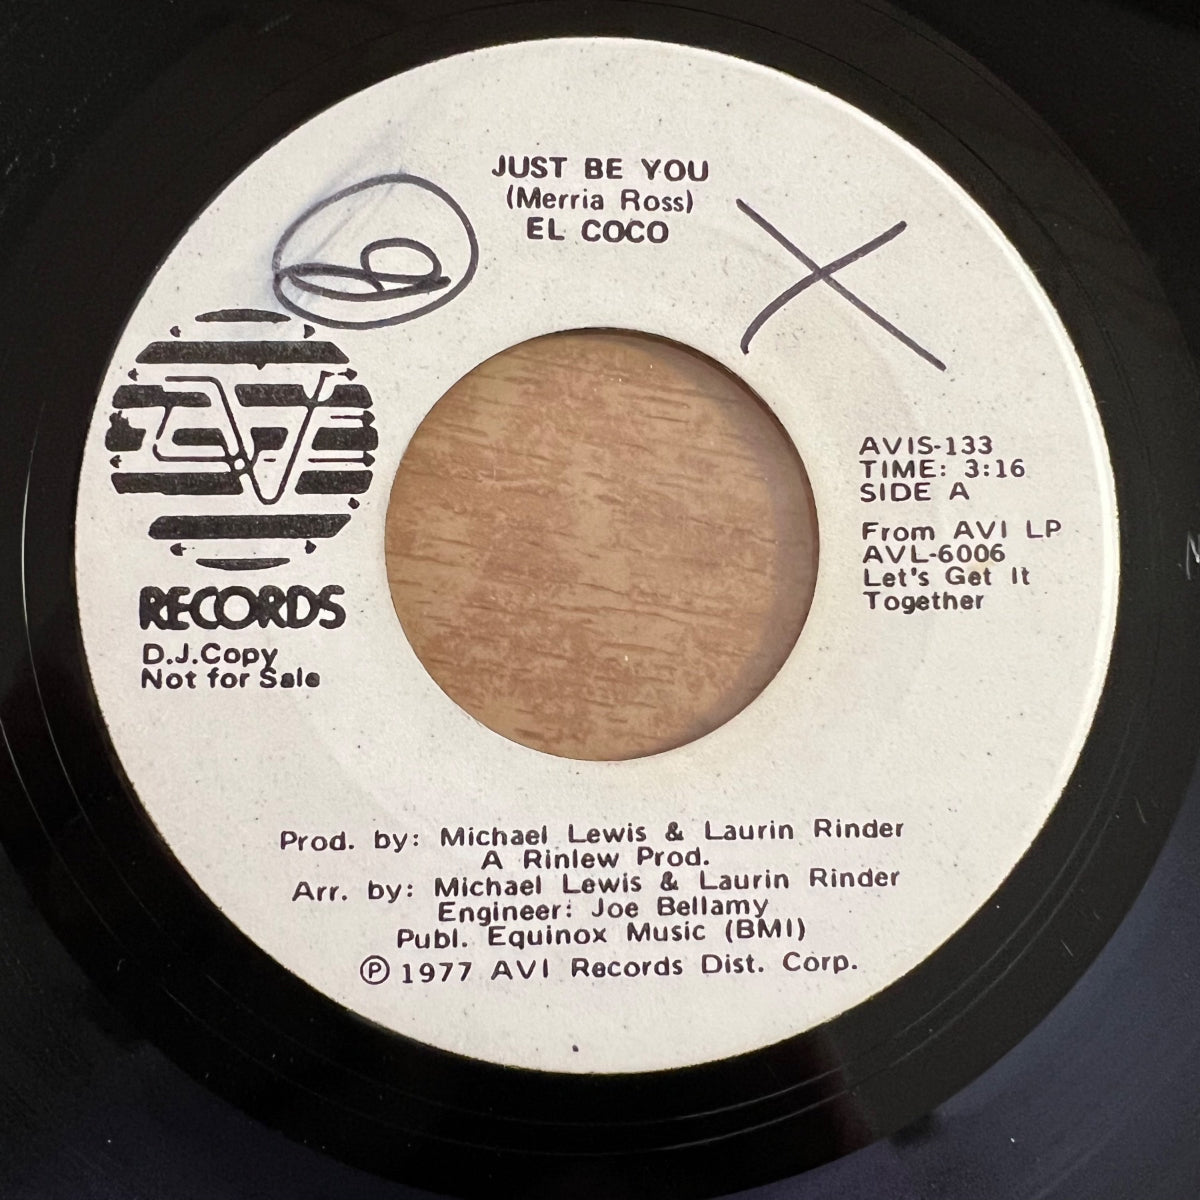 JUST BE YOU
(Merria Ross)
EL COCO
AVIS-133
TIME: 3:16
SIDE A
From AVI LP
AVL-6006
Let's Get It
Together
AVI
RECORDS
D.J.Copy
Not for Sale
Prod. by: Michael Lewis & Laurin Rinder
A Rinlew Prod.
Arr. by: Michael Lewis & Laurin Rinder
Engineer: Joe Bellamy
Publ. Equinox Music (BMI)
℗ 1977 AVI Records Dist. Corp.